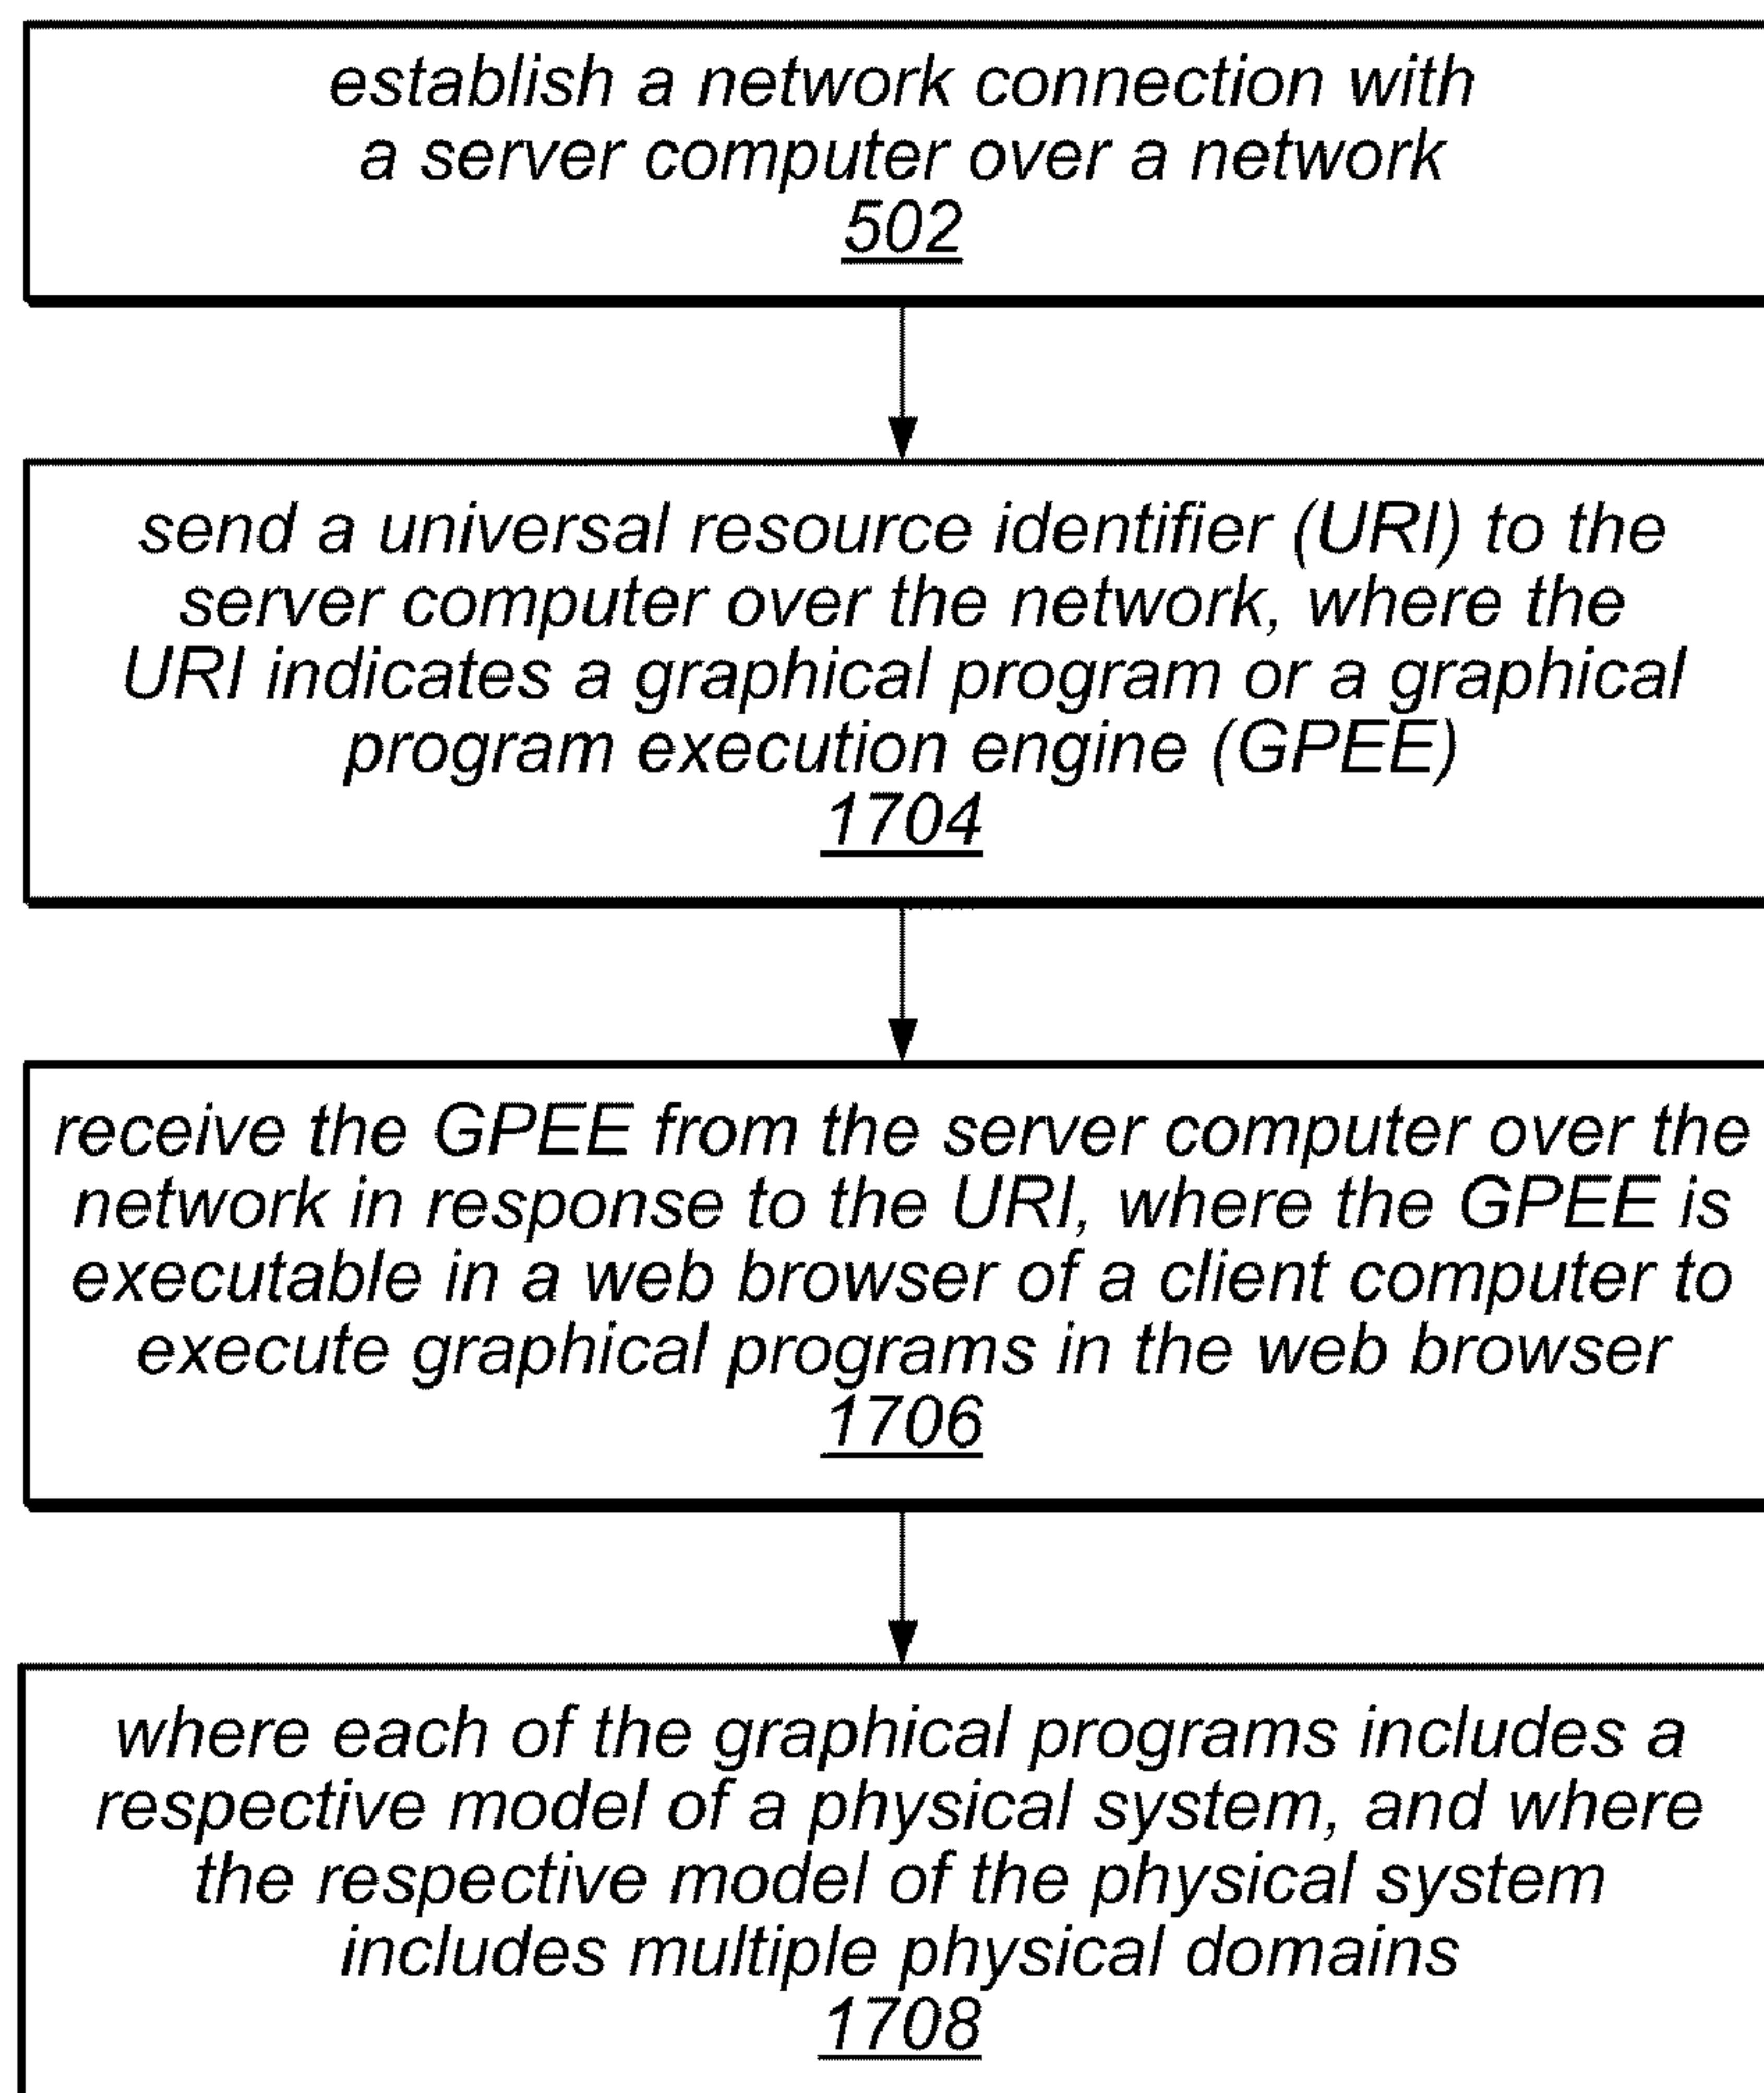 establish a network connection with
a server computer over a network
502
send a universal resource identifier (URI) to the
server computer over the network, where the
URI indicates a graphical program or a graphical
program execution engine (GPEE)
1704
receive the GPEE from the server computer over the
network in response to the URI, where the GPEE is
executable in a web browser of a client computer to
execute graphical programs in the web browser
1706
where each of the graphical programs includes a
respective model of a physical system, and where
the respective model of the physical system
includes multiple physical domains
1708